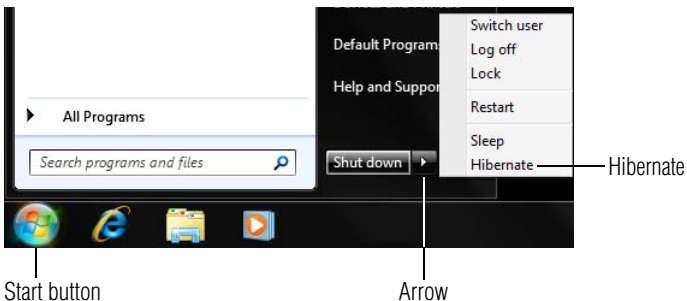 Switch user
Default Program
Log off
Lock
Help and Suppor
Restart
All Programs
Sleep
Search programs and files
Shut down
Hibernate
Hibernate
Start button
Arrow